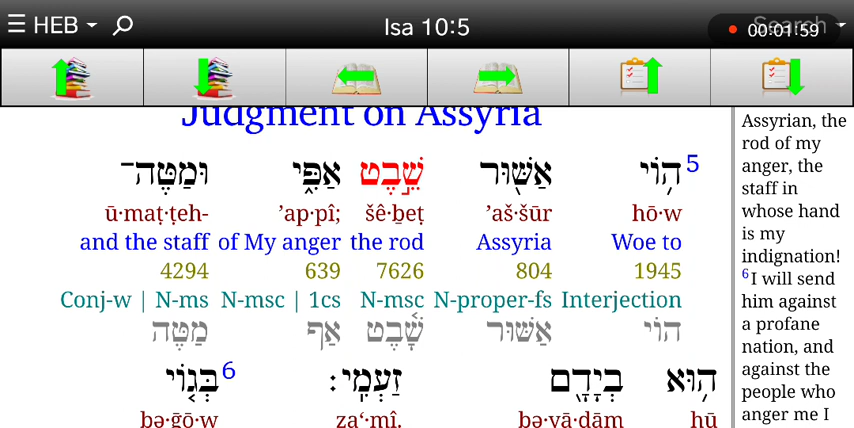 ☰ HEB Isa 10:5 00:01:59
Judgment on Assyria
5 הוֹי אַשּׁוּר שֵׁבֶט אַפִּי וּמַטֶּה־
ū·maṭ·ṭeh- ’ap·pî; šê·ḇeṭ ’aš·šūr hō·w
and the staff of My anger the rod Assyria Woe to
4294 639 7626 804 1945
Conj-w | N-ms N-msc | 1cs N-msc N-proper-fs Interjection
הוֹי אַשּׁוּר שֵׁבֶט אַף מַטֶּה
הוּא בְיָדָם זַעְמִי׃ 6 בְּגוֹי
bə·ḡō·w za‘·mî. bə·yā·ḏām hū
Assyrian, the
rod of my
anger, the
staff in
whose hand
is my
indignation!
6 I will send
him against
a profane
nation, and
against the
people who
anger me I